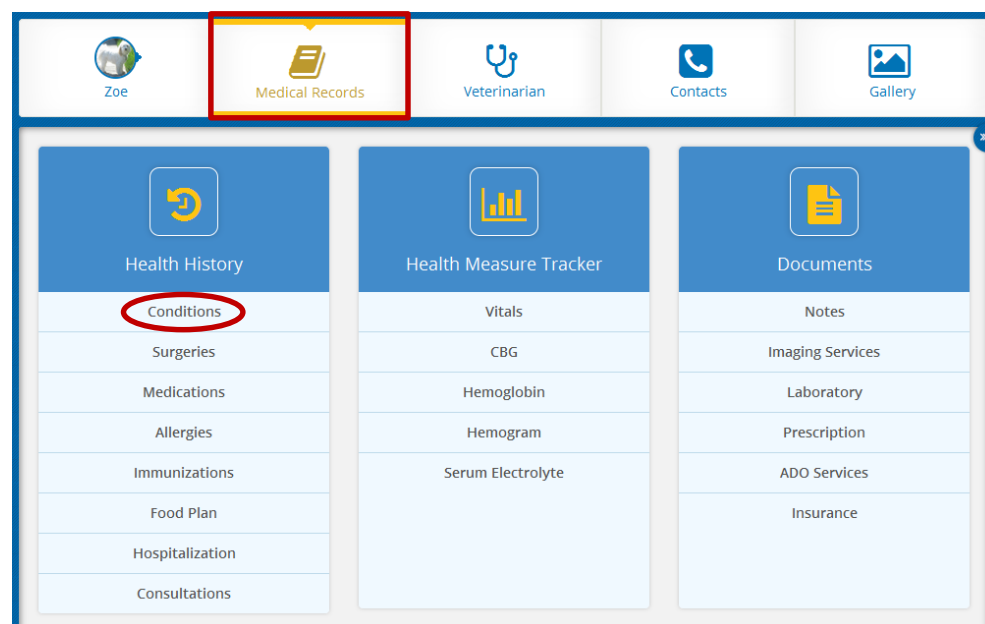 Zoe
Medical Records
Veterinarian
Contacts
Gallery
Health History
Conditions
Surgeries
Medications
Allergies
Immunizations
Food Plan
Hospitalization
Consultations
Health Measure Tracker
Vitals
CBG
Hemoglobin
Hemogram
Serum Electrolyte
Documents
Notes
Imaging Services
Laboratory
Prescription
ADO Services
Insurance